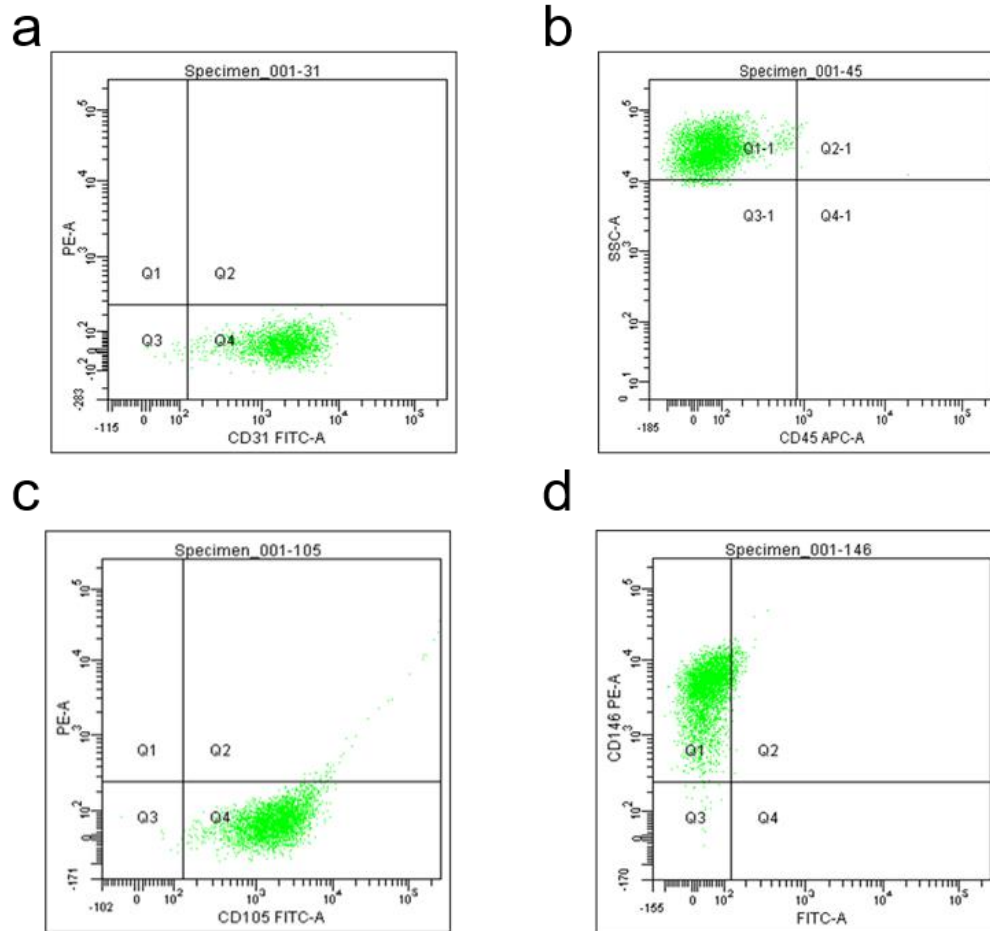 a
Specimen_001-31
PE-A
10^5
10^4
10^3
10^2
0
-10^2
-283
Q1 Q2
Q3 Q4
-115 0 10^2 10^3 10^4 10^5
CD31 FITC-A
b
Specimen_001-45
SSC-A
10^5
10^4
10^3
10^2
10^1
0
Q1-1 Q2-1
Q3-1 Q4-1
-185 0 10^2 10^3 10^4 10^5
CD45 APC-A
c
Specimen_001-105
PE-A
10^5
10^4
10^3
10^2
0
-171
Q1 Q2
Q3 Q4
-102 0 10^2 10^3 10^4 10^5
CD105 FITC-A
d
Specimen_001-146
CD146 PE-A
10^5
10^4
10^3
10^2
0
-170
Q1 Q2
Q3 Q4
-155 0 10^2 10^3 10^4 10^5
FITC-A